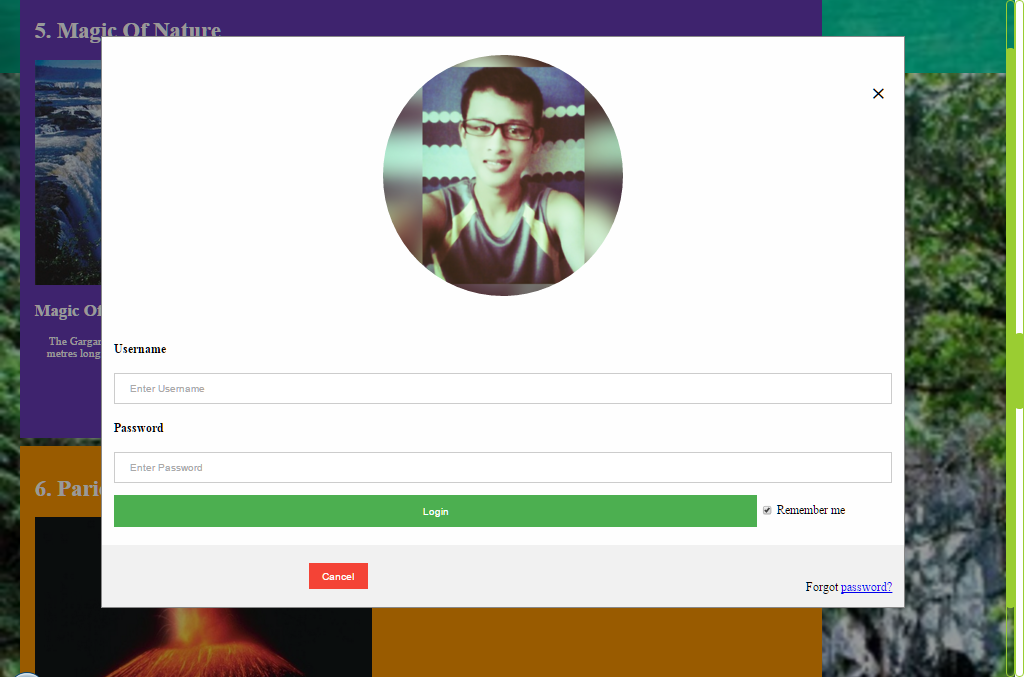 5. Magic Of Nature
Magic Of
The Gargan
metres long
Username
Enter Username
Password
Enter Password
Login
Remember me
6. Pari
Cancel
Forgot password?